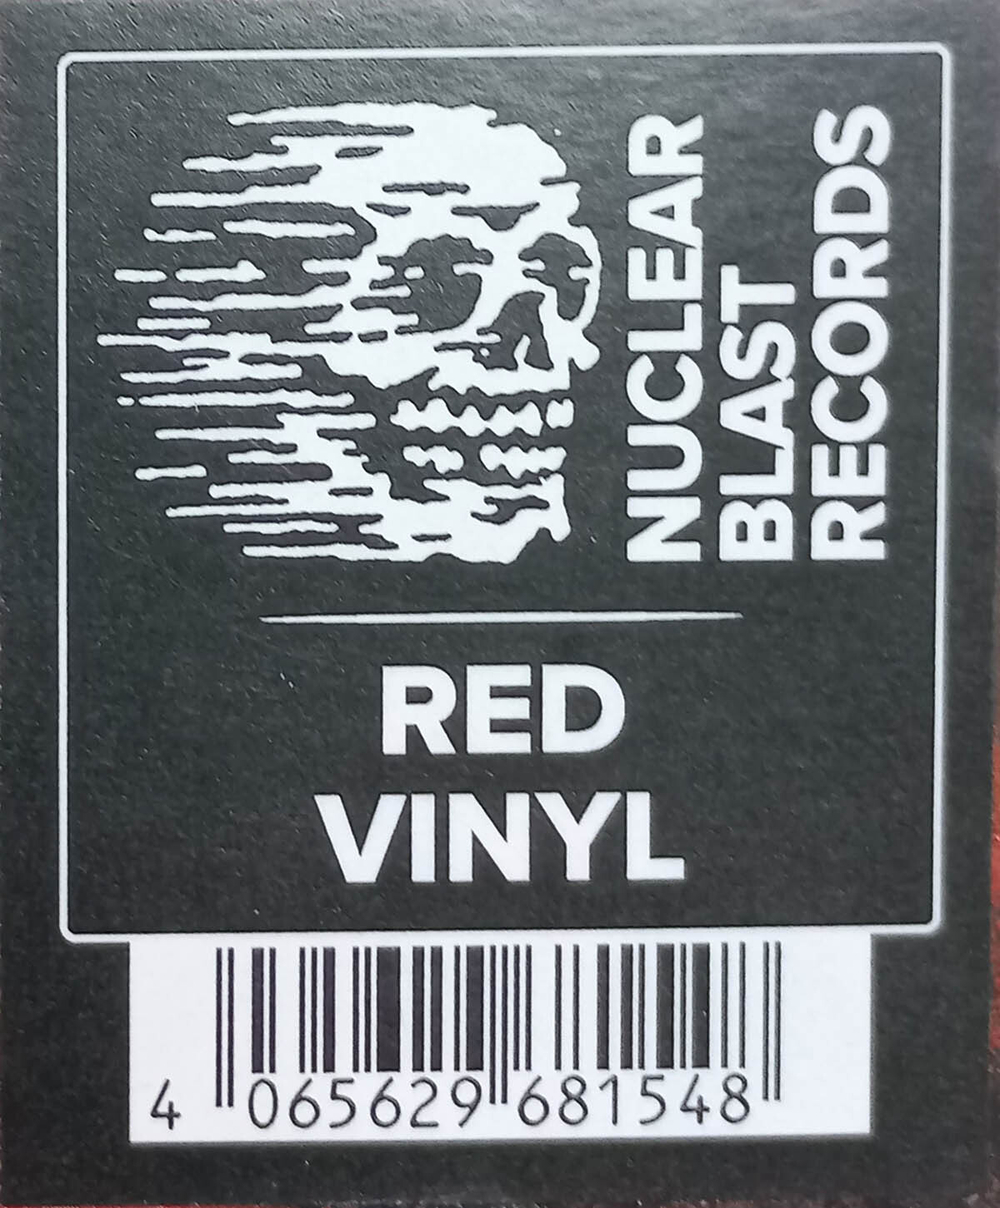 NUCLEAR
BLAST
RECORDS
RED
VINYL
4 065629 681548